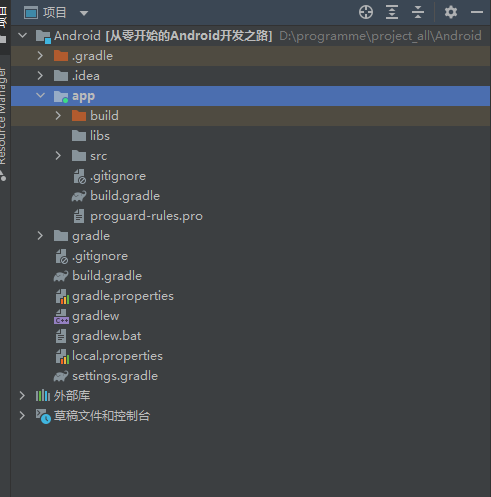 项目
项目
Android [从零开始的Android开发之路] D:\programme\project_all\Android
.gradle
.idea
app
build
libs
src
.gitignore
build.gradle
proguard-rules.pro
gradle
.gitignore
build.gradle
gradle.properties
gradlew
gradlew.bat
local.properties
settings.gradle
外部库
草稿文件和控制台
Resource Manager